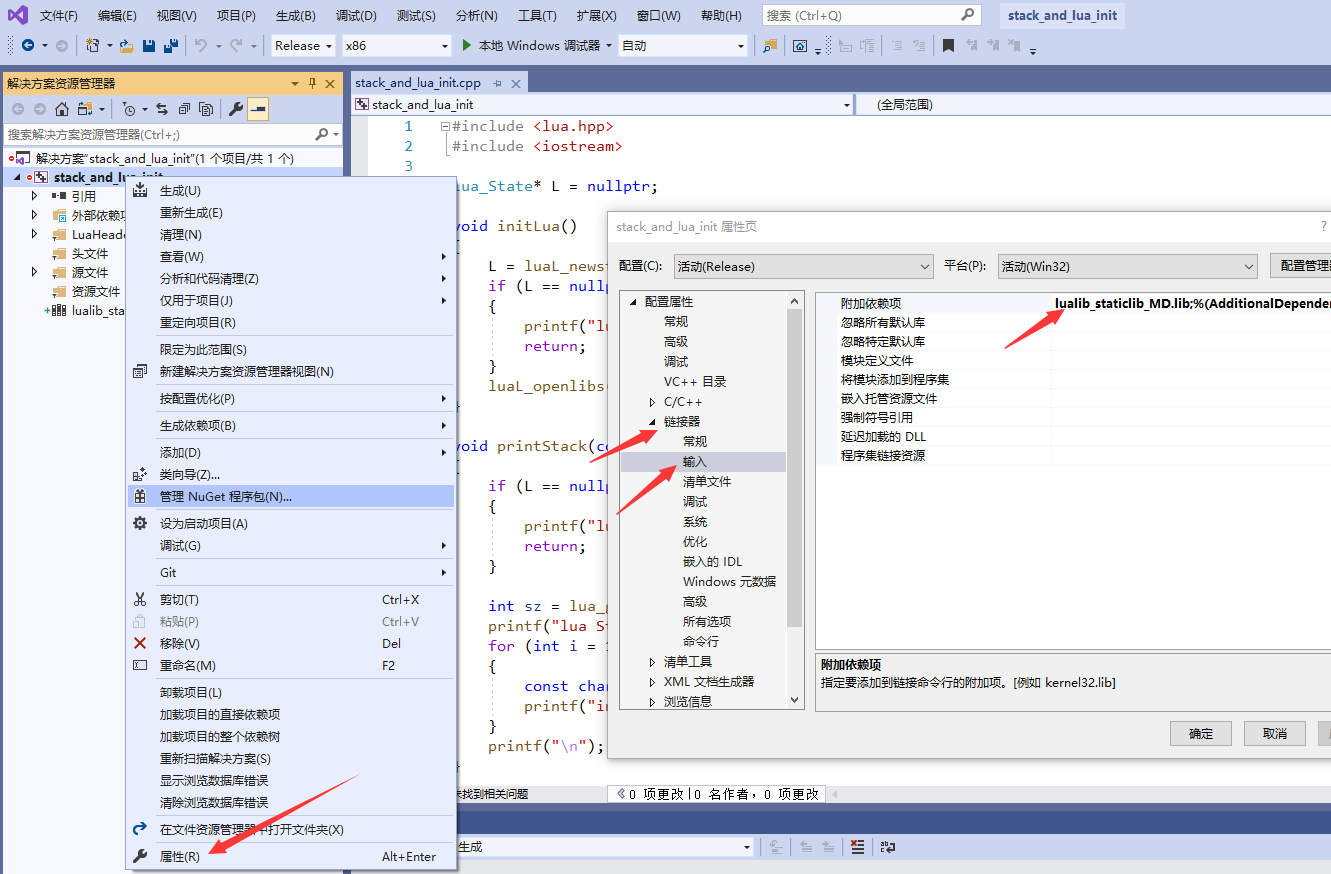 文件(F) 编辑(E) 视图(V) 项目(P) 生成(B) 调试(D) 测试(S) 分析(N) 工具(T) 扩展(X) 窗口(W) 帮助(H) 搜索 (Ctrl+Q) stack_and_lua_init
Release x86 本地 Windows 调试器 自动
解决方案资源管理器
搜索解决方案资源管理器(Ctrl+;)
解决方案"stack_and_lua_init"(1 个项目/共 1 个)
stack_and_lua_init
引用
外部依赖项
LuaHeade
头文件
源文件
资源文件
lualib_sta
生成(U)
重新生成(E)
清理(N)
查看(W)
分析和代码清理(Z)
仅用于项目(J)
重定向项目(R)
限定为此范围(S)
新建解决方案资源管理器视图(N)
按配置优化(P)
生成依赖项(B)
添加(D)
类向导(Z)...
管理 NuGet 程序包(N)...
设为启动项目(A)
调试(G)
Git
剪切(T) Ctrl+X
粘贴(P) Ctrl+V
移除(V) Del
重命名(M) F2
卸载项目(L)
加载项目的直接依赖项
加载项目的整个依赖树
重新扫描解决方案(S)
显示浏览数据库错误
清除浏览数据库错误
在文件资源管理器中打开文件夹(X)
属性(R) Alt+Enter
stack_and_lua_init.cpp
stack_and_lua_init (全局范围)
1 #include <lua.hpp>
2 #include <iostream>
3
lua_State* L = nullptr;
void initLua()
L = luaL_newst
if (L == nullp
{
printf("lu
return;
}
luaL_openlibs(
void printStack(co
if (L == nullp
{
printf("lu
return;
}
int sz = lua_g
printf("lua St
for (int i = 1
{
const char
printf("in
}
printf("\n");
}
未找到相关问题 0 项更改 | 0 名作者，0 项更改
生成
stack_and_lua_init 属性页 ?
配置(C): 活动(Release) 平台(P): 活动(Win32) 配置管理器
配置属性
常规
高级
调试
VC++ 目录
C/C++
链接器
常规
输入
清单文件
调试
系统
优化
嵌入的 IDL
Windows 元数据
高级
所有选项
命令行
清单工具
XML 文档生成器
浏览信息
附加依赖项 lualib_staticlib_MD.lib;%(AdditionalDepender
忽略所有默认库
忽略特定默认库
模块定义文件
将模块添加到程序集
嵌入托管资源文件
强制符号引用
延迟加载的 DLL
程序集链接资源
附加依赖项
指定要添加到链接命令行的附加项。[例如 kernel32.lib]
确定 取消